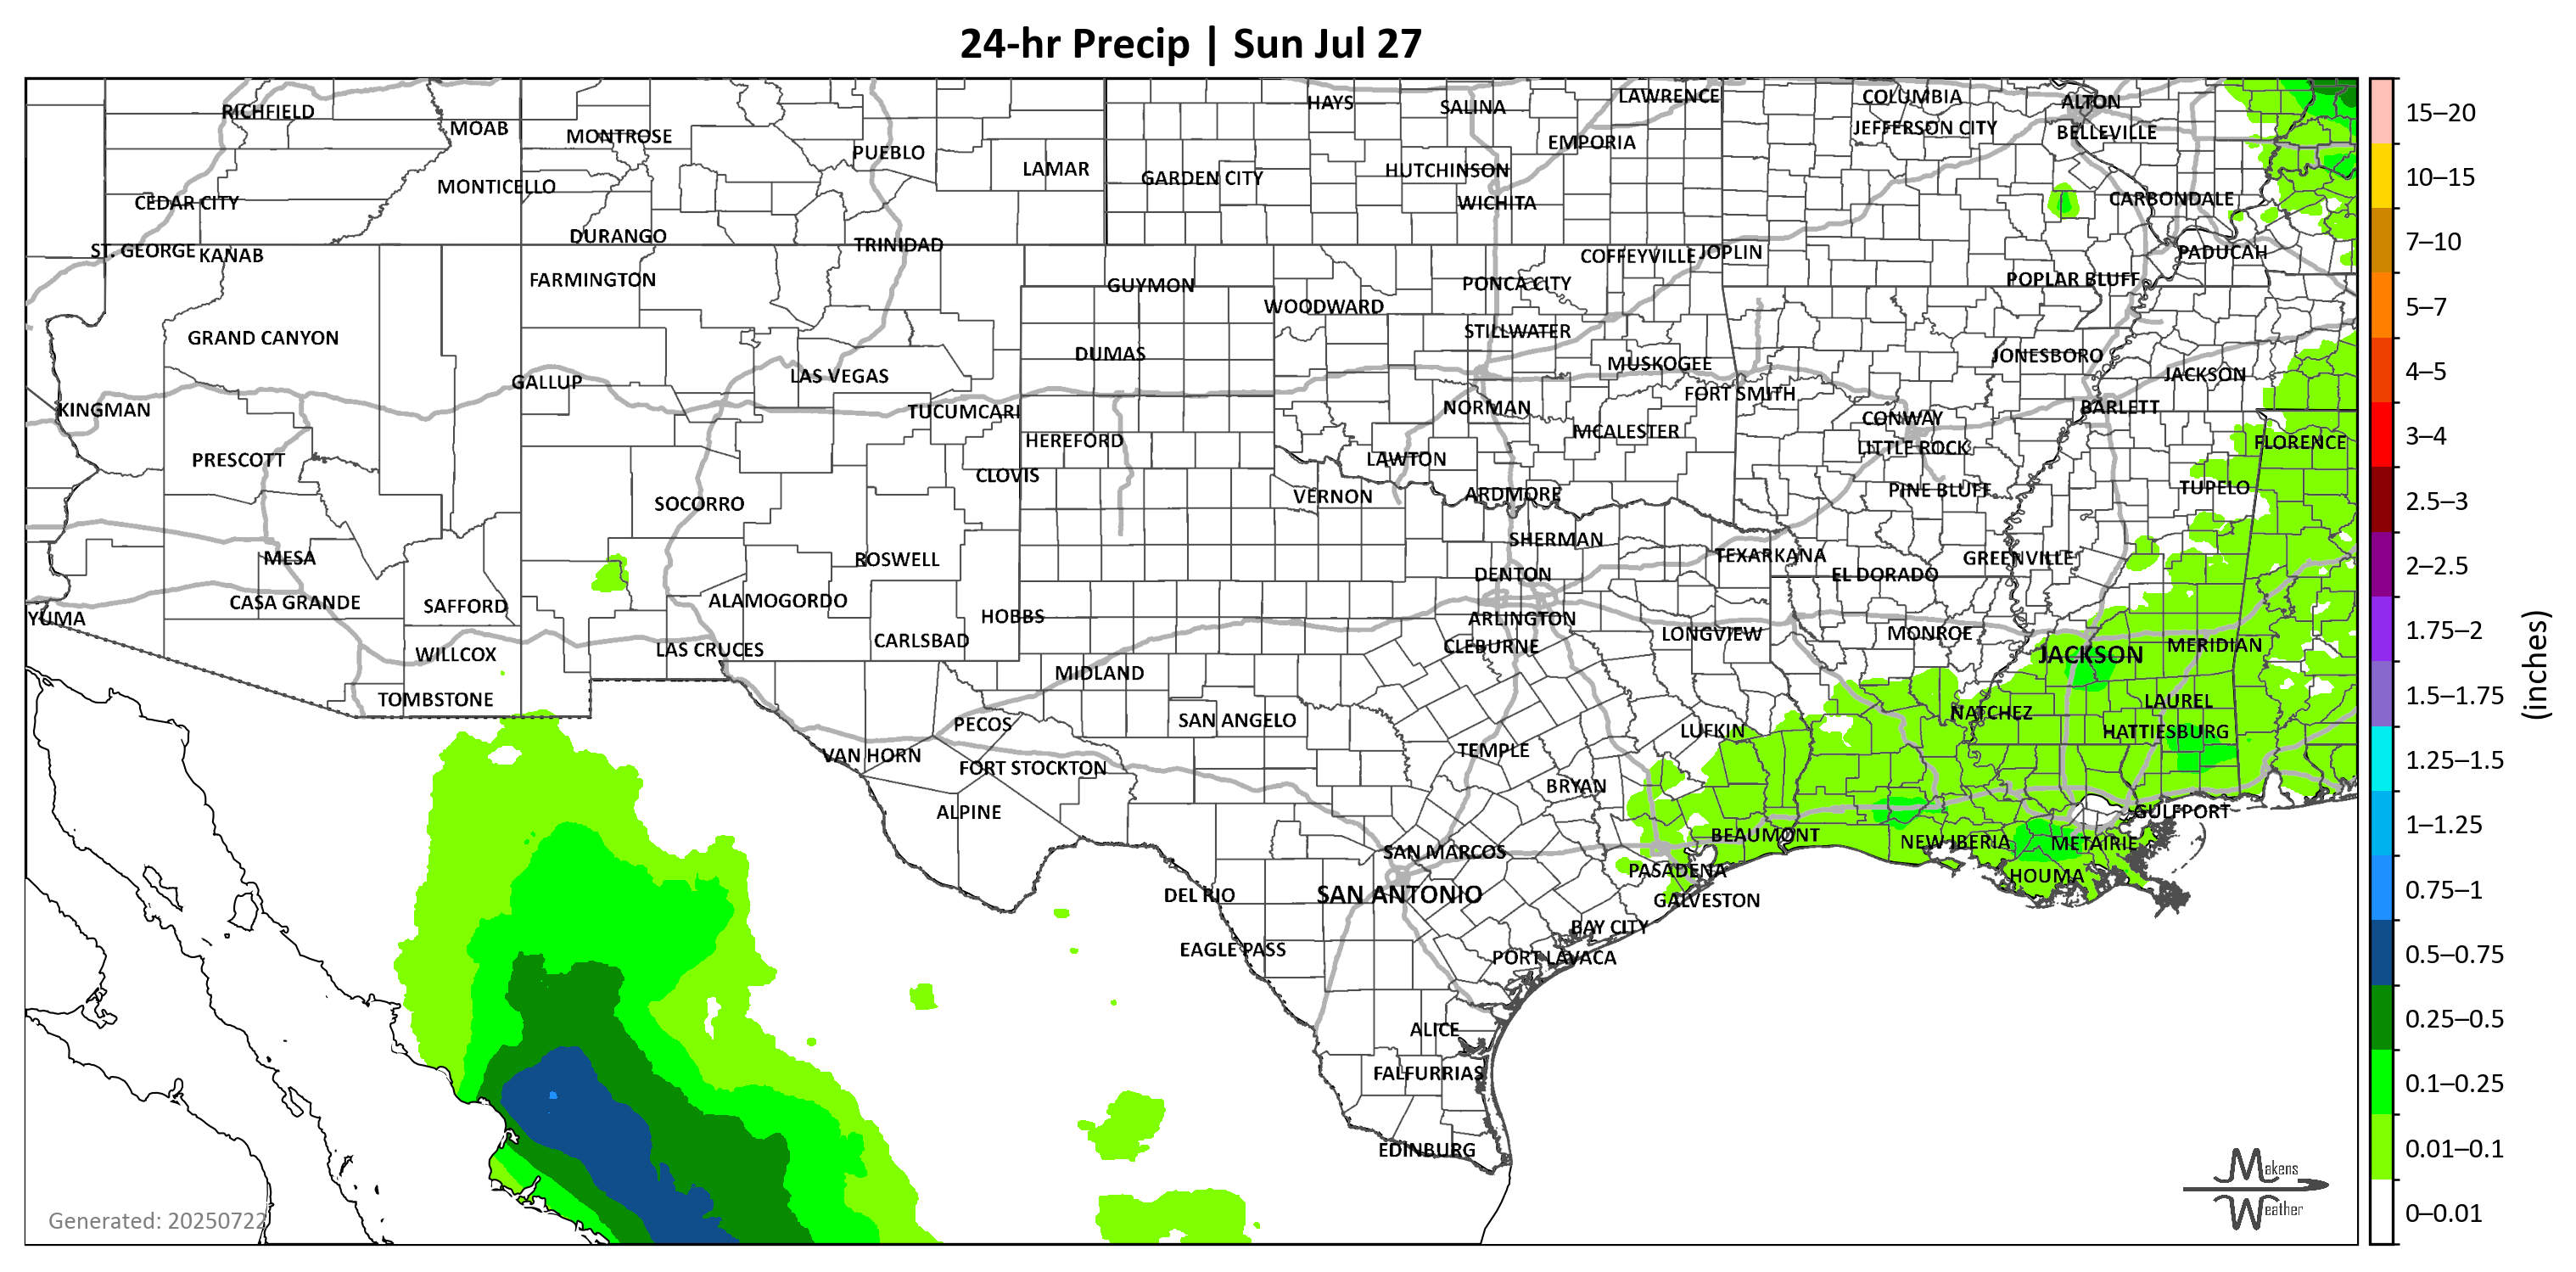 24-hr Precip | Sun Jul 27
RICHFIELD
MOAB
MONTROSE
PUEBLO
LAMAR
HAYS
SALINA
LAWRENCE
EMPORIA
COLUMBIA
JEFFERSON CITY
ALTON
BELLEVILLE
MONTICELLO
GARDEN CITY
HUTCHINSON
WICHITA
CARBONDALE
CEDAR CITY
ST. GEORGE
KANAB
DURANGO
TRINIDAD
COFFEYVILLE
JOPLIN
PADUCAH
FARMINGTON
GUYMON
WOODWARD
PONCA CITY
POPLAR BLUFF
GRAND CANYON
DUMAS
STILLWATER
MUSKOGEE
JONESBORO
JACKSON
GALLUP
LAS VEGAS
FORT SMITH
KINGMAN
TUCUMCARI
NORMAN
CONWAY
BARLETT
HEREFORD
MCALESTER
LITTLE ROCK
FLORENCE
PRESCOTT
CLOVIS
LAWTON
TUPELO
SOCORRO
VERNON
ARDMORE
PINE BLUFF
MESA
ROSWELL
SHERMAN
TEXARKANA
GREENVILLE
DENTON
EL DORADO
YUMA
CASA GRANDE
SAFFORD
ALAMOGORDO
HOBBS
ARLINGTON
CLEBURNE
LONGVIEW
MONROE
WILLCOX
LAS CRUCES
CARLSBAD
JACKSON
MERIDIAN
TOMBSTONE
MIDLAND
LAUREL
PECOS
SAN ANGELO
NATCHEZ
HATTIESBURG
LUFKIN
VAN HORN
FORT STOCKTON
TEMPLE
BRYAN
ALPINE
GULFPORT
BEAUMONT
NEW IBERIA
METAIRIE
SAN MARCOS
PASADENA
HOUMA
DEL RIO
SAN ANTONIO
GALVESTON
BAY CITY
EAGLE PASS
PORT LAVACA
ALICE
FALFURRIAS
EDINBURG
Generated: 20250722
Makens
Weather
15–20
10–15
7–10
5–7
4–5
3–4
2.5–3
2–2.5
1.75–2
1.5–1.75
1.25–1.5
1–1.25
0.75–1
0.5–0.75
0.25–0.5
0.1–0.25
0.01–0.1
0–0.01
(inches)